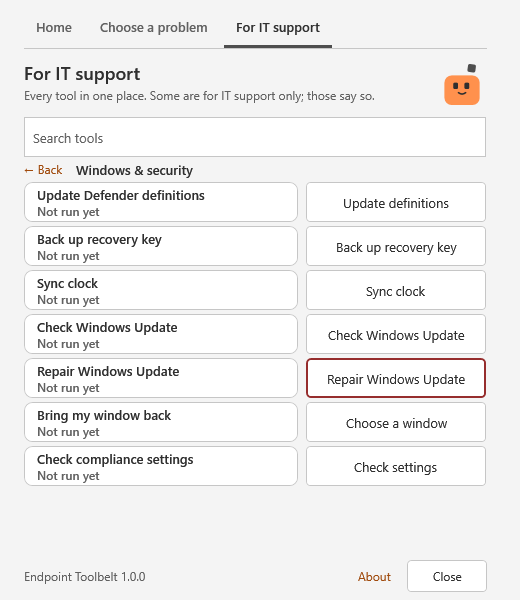 Home
Choose a problem
For IT support
For IT support
Every tool in one place. Some are for IT support only; those say so.
Search tools
← Back
Windows & security
Update Defender definitions
Not run yet
Update definitions
Back up recovery key
Not run yet
Back up recovery key
Sync clock
Not run yet
Sync clock
Check Windows Update
Not run yet
Check Windows Update
Repair Windows Update
Not run yet
Repair Windows Update
Bring my window back
Not run yet
Choose a window
Check compliance settings
Not run yet
Check settings
Endpoint Toolbelt 1.0.0
About
Close